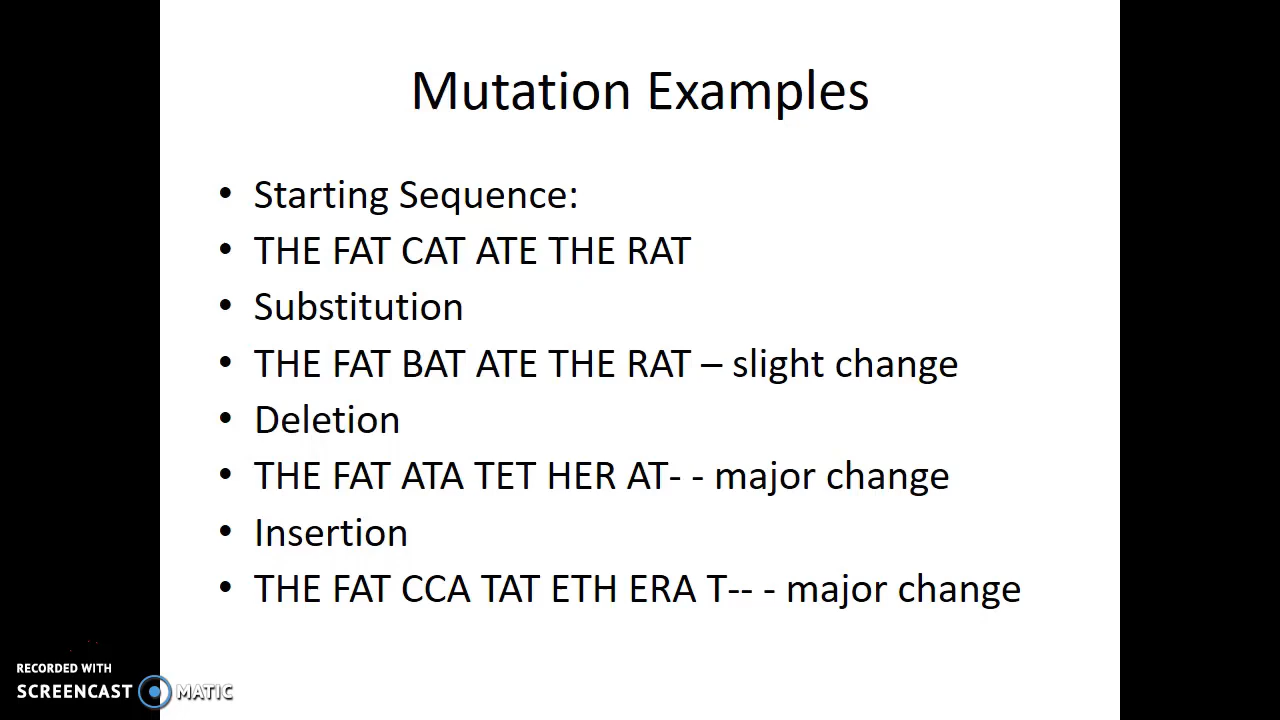 Mutation Examples
• Starting Sequence:
• THE FAT CAT ATE THE RAT
• Substitution
• THE FAT BAT ATE THE RAT – slight change
• Deletion
• THE FAT ATA TET HER AT- - major change
• Insertion
• THE FAT CCA TAT ETH ERA T-- - major change
RECORDED WITH
SCREENCAST MATIC